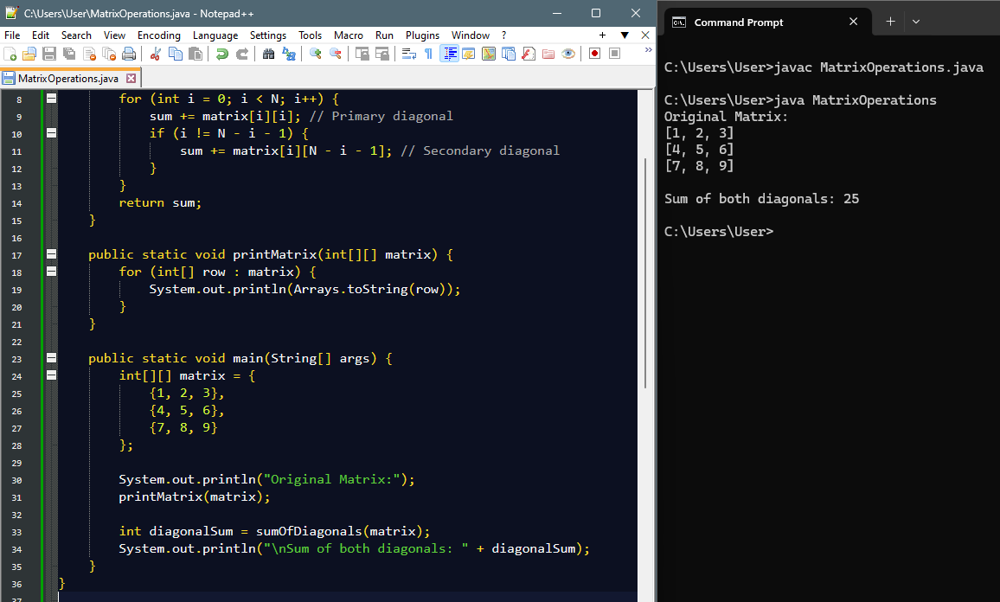 C:\Users\User\MatrixOperations.java - Notepad++
File Edit Search View Encoding Language Settings Tools Macro Run Plugins Window ? + ▼ ✕
MatrixOperations.java
8 for (int i = 0; i < N; i++) {
9 sum += matrix[i][i]; // Primary diagonal
10 if (i != N - i - 1) {
11 sum += matrix[i][N - i - 1]; // Secondary diagonal
12 }
13 }
14 return sum;
15 }
16
17 public static void printMatrix(int[][] matrix) {
18 for (int[] row : matrix) {
19 System.out.println(Arrays.toString(row));
20 }
21 }
22
23 public static void main(String[] args) {
24 int[][] matrix = {
25 {1, 2, 3},
26 {4, 5, 6},
27 {7, 8, 9}
28 };
29
30 System.out.println("Original Matrix:");
31 printMatrix(matrix);
32
33 int diagonalSum = sumOfDiagonals(matrix);
34 System.out.println("\nSum of both diagonals: " + diagonalSum);
35 }
36 }
37
Command Prompt
C:\Users\User>javac MatrixOperations.java
C:\Users\User>java MatrixOperations
Original Matrix:
[1, 2, 3]
[4, 5, 6]
[7, 8, 9]
Sum of both diagonals: 25
C:\Users\User>